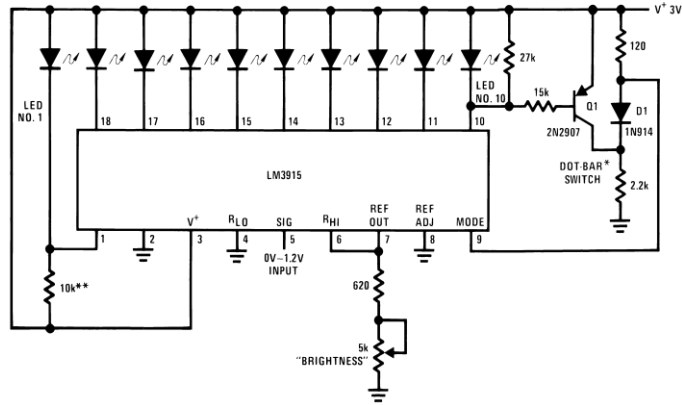 V+ 3V
120
27k
LED
NO. 1
LED
NO. 10
15k
Q1
2N2907
D1
1N914
18
17
16
15
14
13
12
11
10
DOT-BAR*
SWITCH
2.2k
LM3915
V+
RLO
SIG
RHI
REF
OUT
REF
ADJ
MODE
1
2
3
4
5
6
7
8
9
0V–1.2V
INPUT
10k**
620
5k
"BRIGHTNESS"